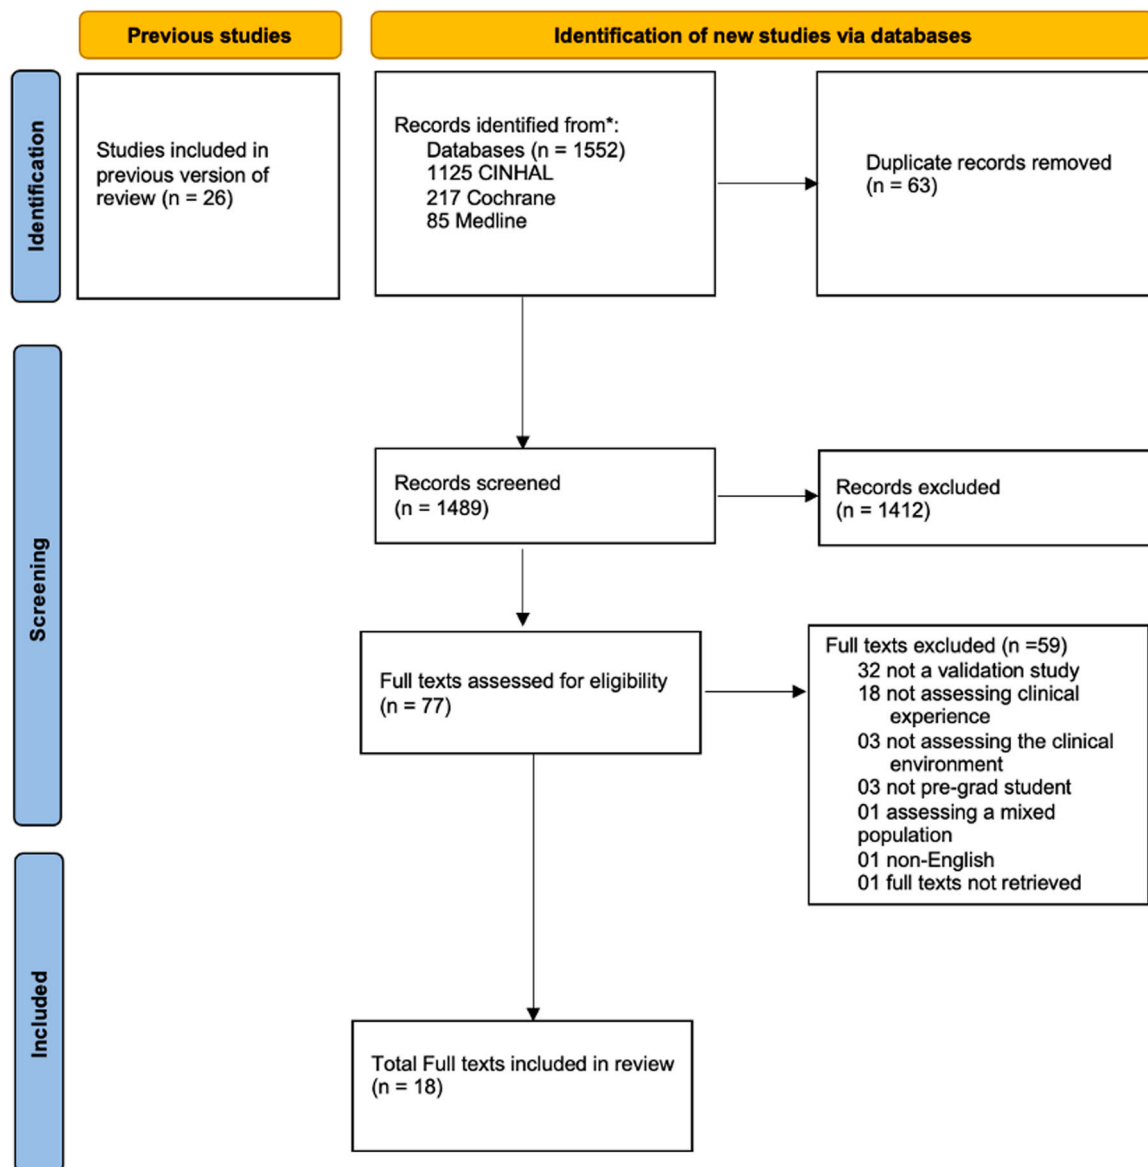 Previous studies
Identification of new studies via databases
Identification
Studies included in
previous version of
review (n = 26)
Records identified from*:
Databases (n = 1552)
1125 CINHAL
217 Cochrane
85 Medline
Duplicate records removed
(n = 63)
Screening
Records screened
(n = 1489)
Records excluded
(n = 1412)
Full texts assessed for eligibility
(n = 77)
Full texts excluded (n =59)
32 not a validation study
18 not assessing clinical
experience
03 not assessing the clinical
environment
03 not pre-grad student
01 assessing a mixed
population
01 non-English
01 full texts not retrieved
Included
Total Full texts included in review
(n = 18)